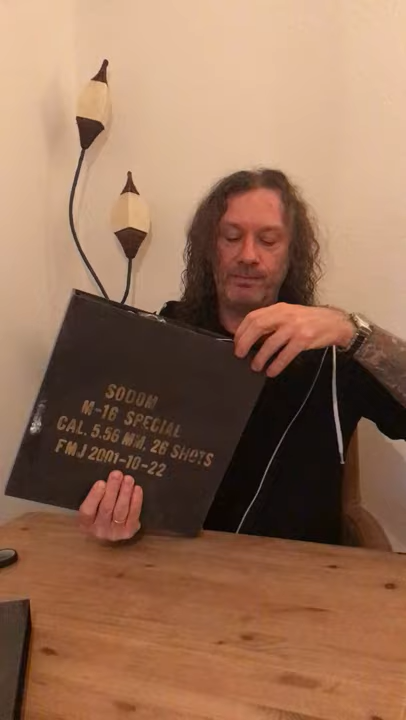 SODOM
M-16 SPECIAL
CAL. 5.56 MM, 26 SHOTS
FMJ 2001-10-22